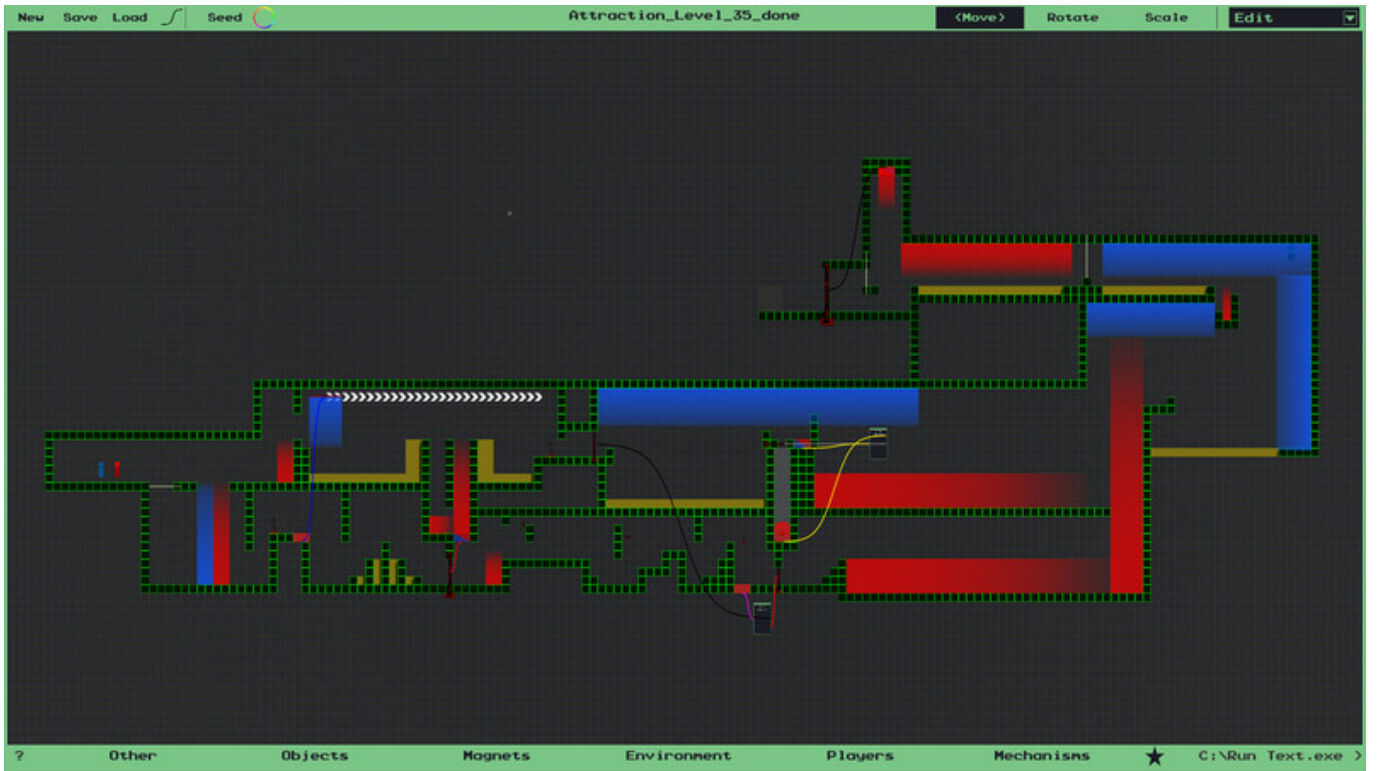 New Save Load Seed Attraction_Level_35_done <Move> Rotate Scale Edit
? Other Objects Magnets Environment Players Mechanisms ★ C:\Run Text.exe >